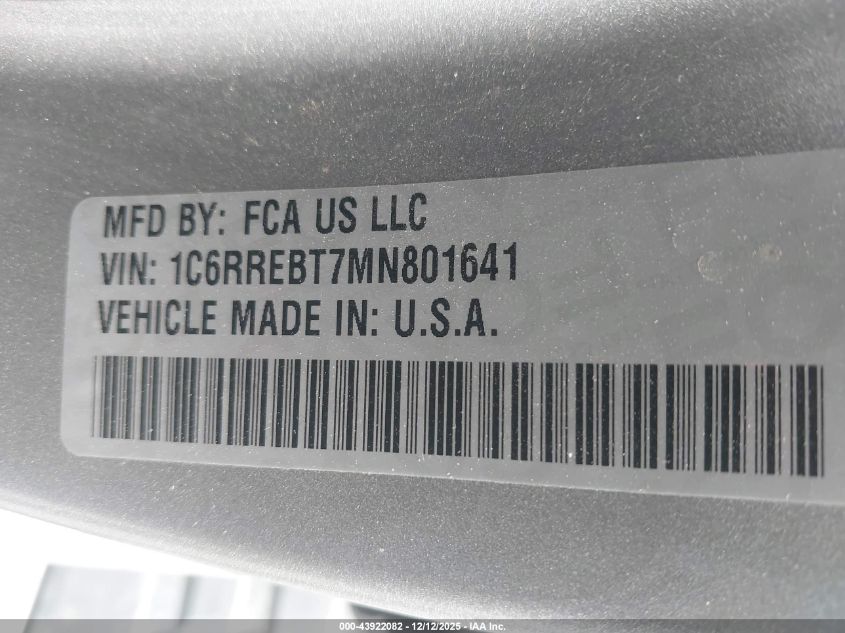 MFD BY: FCA US LLC
VIN: 1C6RREBT7MN801641
VEHICLE MADE IN: U.S.A.
000-43922082 - 12/12/2025 - IAA Inc.